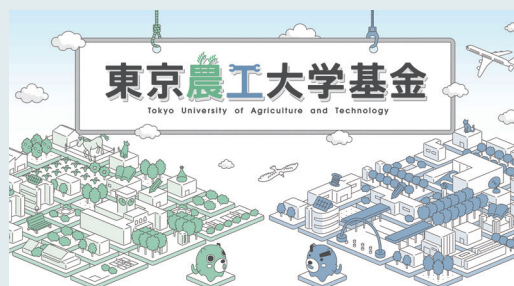 東京農工大学基金
Tokyo University of Agriculture and Technology